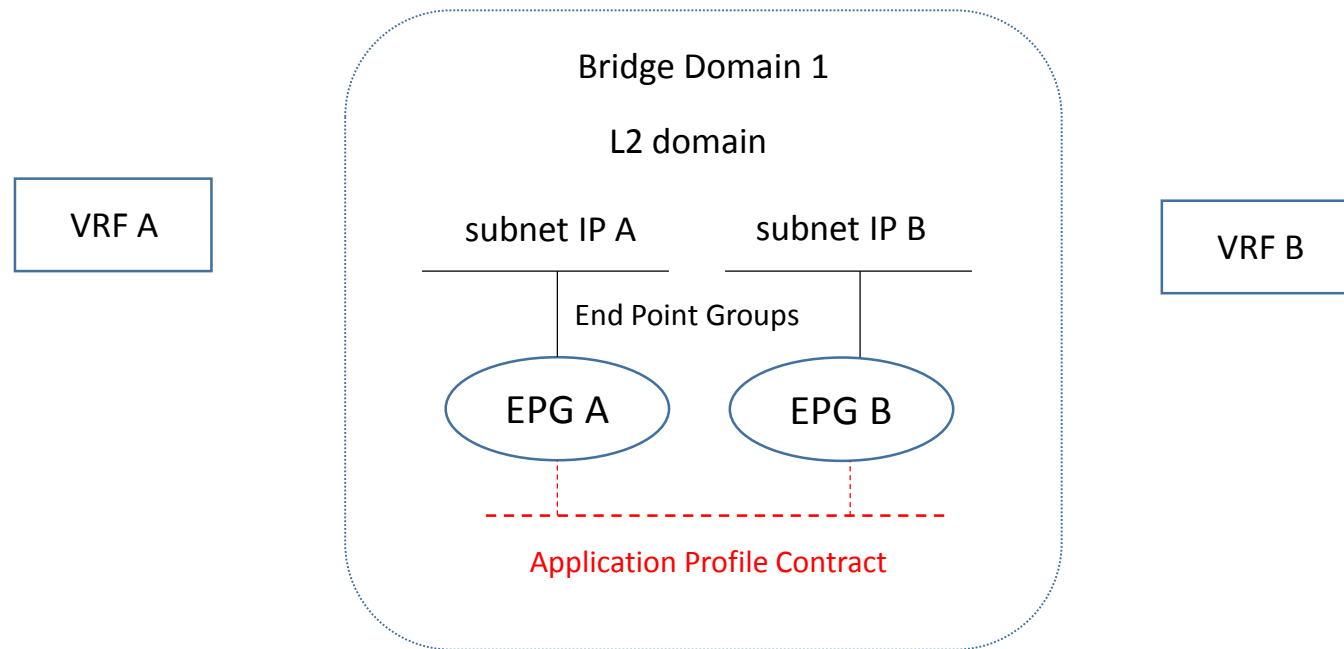 Bridge Domain 1
L2 domain
VRF A
subnet IP A
subnet IP B
VRF B
End Point Groups
EPG A
EPG B
Application Profile Contract